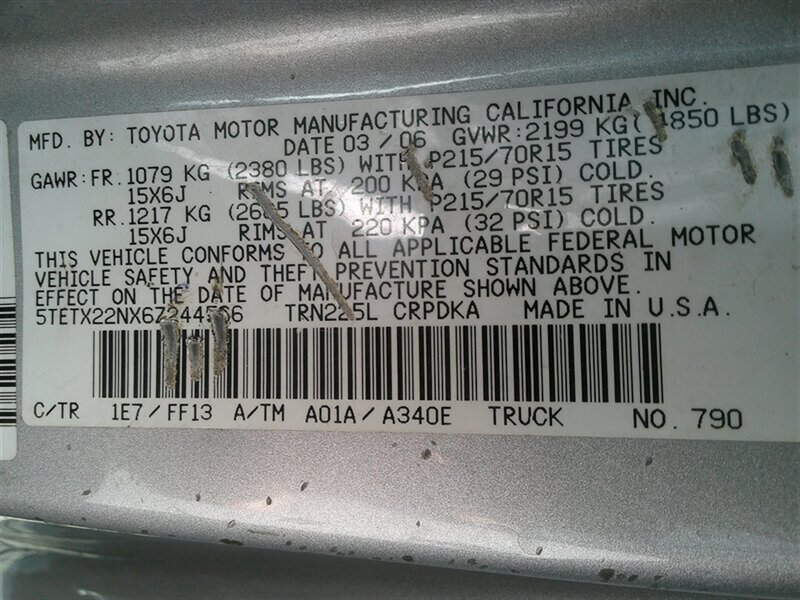 MFD. BY: TOYOTA MOTOR MANUFACTURING CALIFORNIA INC.
DATE 03 / 06 GVWR: 2199 KG( 4850 LBS)
GAWR: FR. 1079 KG (2380 LBS) WITH P215/70R15 TIRES
15X6J RIMS AT 200 KPA (29 PSI) COLD.
RR. 1217 KG (2685 LBS) WITH P215/70R15 TIRES
15X6J RIMS AT 220 KPA (32 PSI) COLD.
THIS VEHICLE CONFORMS TO ALL APPLICABLE FEDERAL MOTOR
VEHICLE SAFETY AND THEFT PREVENTION STANDARDS IN
EFFECT ON THE DATE OF MANUFACTURE SHOWN ABOVE.
TRN225L CRPDKA MADE IN U.S.A.
C/TR 1E7/FF13 A/TM A01A/A340E TRUCK NO. 790